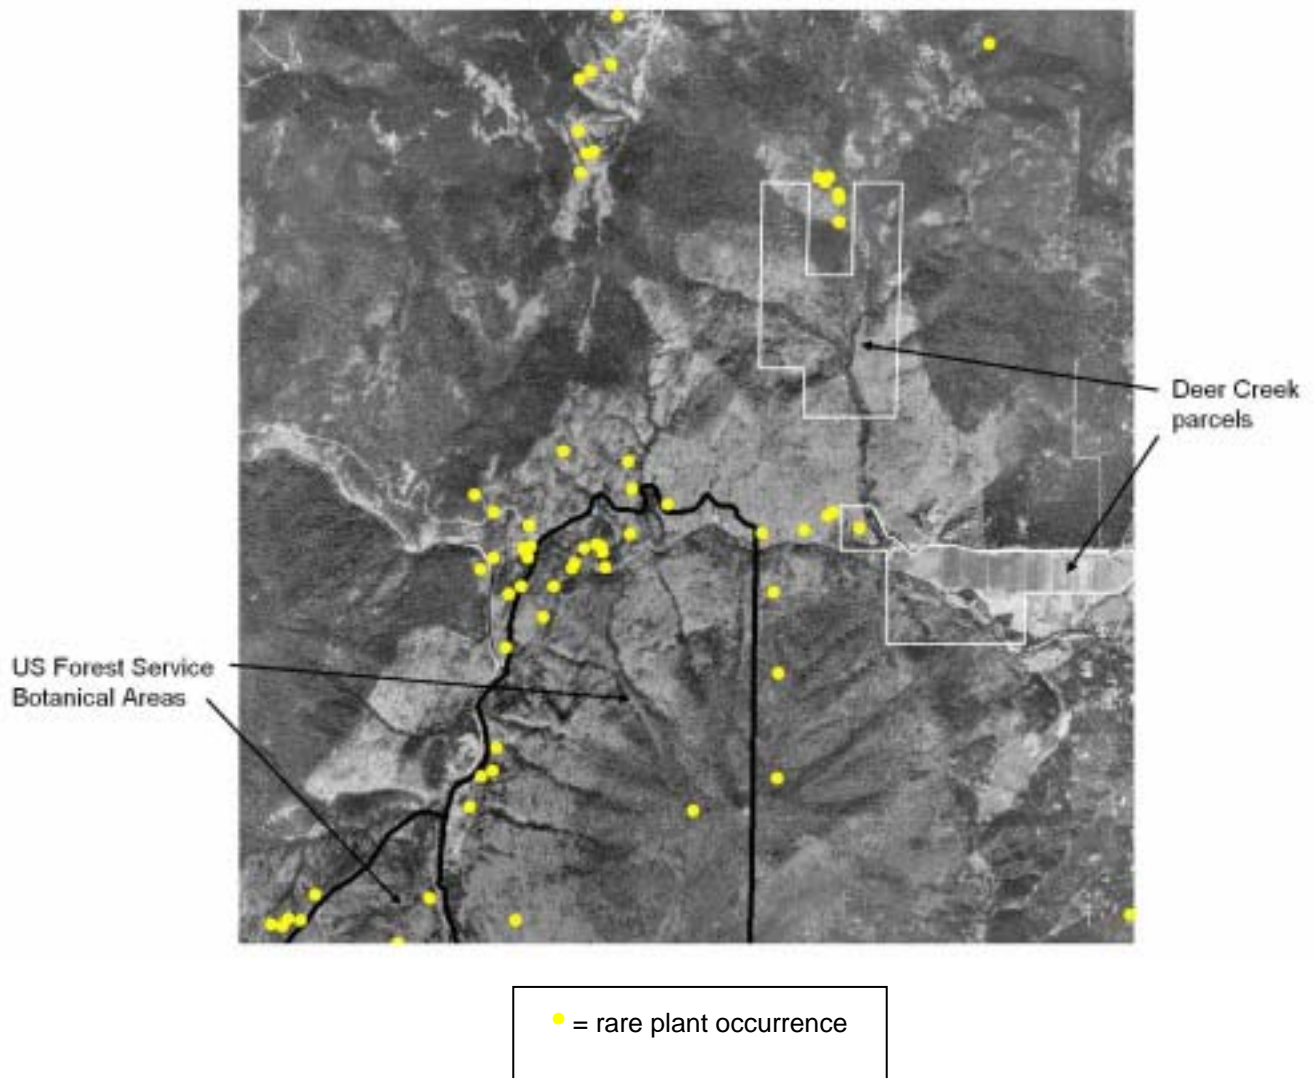 Deer Creek
parcels
US Forest Service
Botanical Areas
= rare plant occurrence